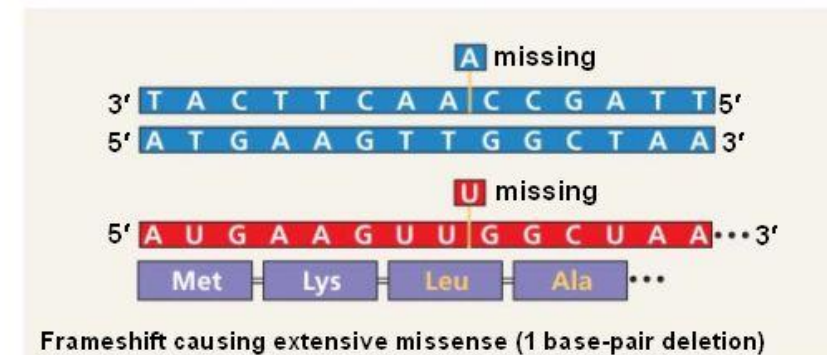 A missing
3′ T A C T T C A A C C G A T T 5′
5′ A T G A A G T T G G C T A A 3′
U missing
5′ A U G A A G U U G G C U A A ••• 3′
Met Lys Leu Ala •••
Frameshift causing extensive missense (1 base-pair deletion)